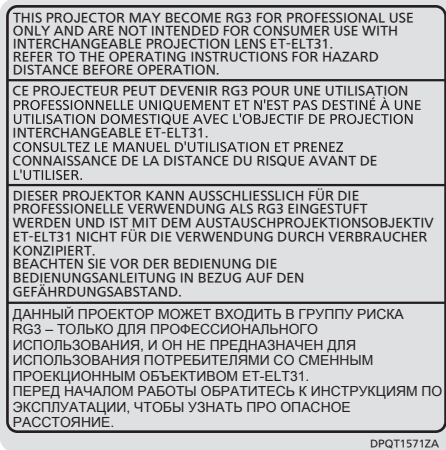 THIS PROJECTOR MAY BECOME RG3 FOR PROFESSIONAL USE
ONLY AND ARE NOT INTENDED FOR CONSUMER USE WITH
INTERCHANGEABLE PROJECTION LENS ET-ELT31.
REFER TO THE OPERATING INSTRUCTIONS FOR HAZARD
DISTANCE BEFORE OPERATION.
CE PROJECTEUR PEUT DEVENIR RG3 POUR UNE UTILISATION
PROFESSIONNELLE UNIQUEMENT ET N'EST PAS DESTINÉ À UNE
UTILISATION DOMESTIQUE AVEC L'OBJECTIF DE PROJECTION
INTERCHANGEABLE ET-ELT31.
CONSULTEZ LE MANUEL D'UTILISATION ET PRENEZ
CONNAISSANCE DE LA DISTANCE DU RISQUE AVANT DE
L'UTILISER.
DIESER PROJEKTOR KANN AUSSCHLIESSLICH FÜR DIE
PROFESSIONELLE VERWENDUNG ALS RG3 EINGESTUFT
WERDEN UND IST MIT DEM AUSTAUSCHPROJEKTIONSOBJEKTIV
ET-ELT31 NICHT FÜR DIE VERWENDUNG DURCH VERBRAUCHER
KONZIPIERT.
BEACHTEN SIE VOR DER BEDIENUNG DIE
BEDIENUNGSANLEITUNG IN BEZUG AUF DEN
GEFÄHRDUNGSABSTAND.
ДАННЫЙ ПРОЕКТОР МОЖЕТ ВХОДИТЬ В ГРУППУ РИСКА
RG3 – ТОЛЬКО ДЛЯ ПРОФЕССИОНАЛЬНОГО
ИСПОЛЬЗОВАНИЯ, И ОН НЕ ПРЕДНАЗНАЧЕН ДЛЯ
ИСПОЛЬЗОВАНИЯ ПОТРЕБИТЕЛЯМИ СО СМЕННЫМ
ПРОЕКЦИОННЫМ ОБЪЕКТИВОМ ET-ELT31.
ПЕРЕД НАЧАЛОМ РАБОТЫ ОБРАТИТЕСЬ К ИНСТРУКЦИЯМ ПО
ЭКСПЛУАТАЦИИ, ЧТОБЫ УЗНАТЬ ПРО ОПАСНОЕ
РАССТОЯНИЕ.
DPQT1571ZA